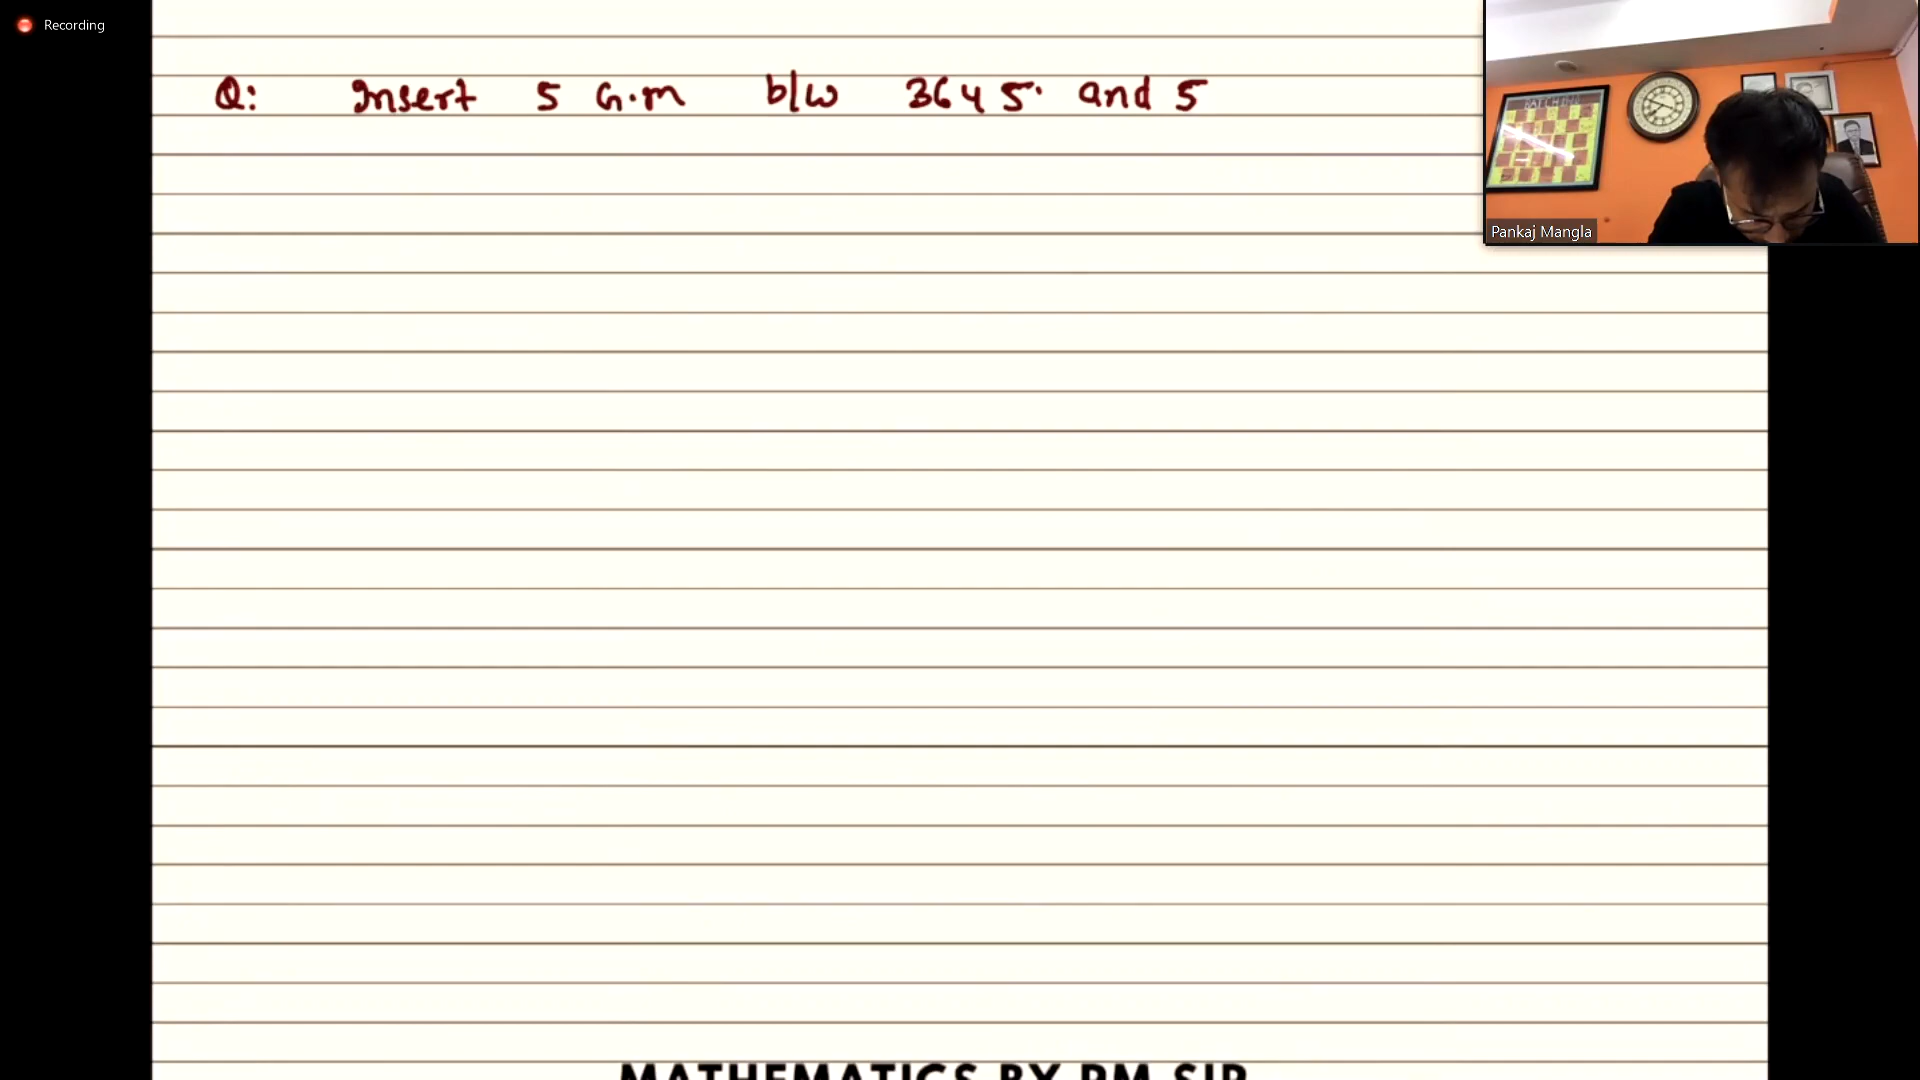 Recording
Q: Insert 5 G.m b/w 3645. and 5
Pankaj Mangla
MATHEMATICS BY PM SIR